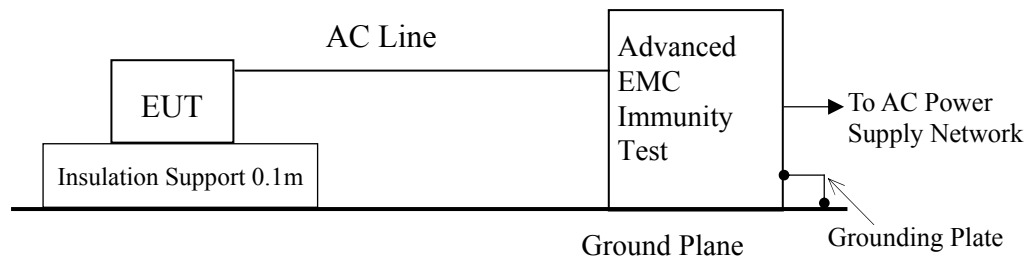 AC Line
EUT
Insulation Support 0.1m
Advanced
EMC
Immunity
Test
To AC Power
Supply Network
Ground Plane
Grounding Plate